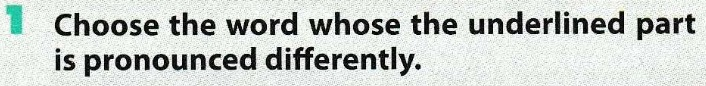 1 Choose the word whose the underlined part
is pronounced differently.